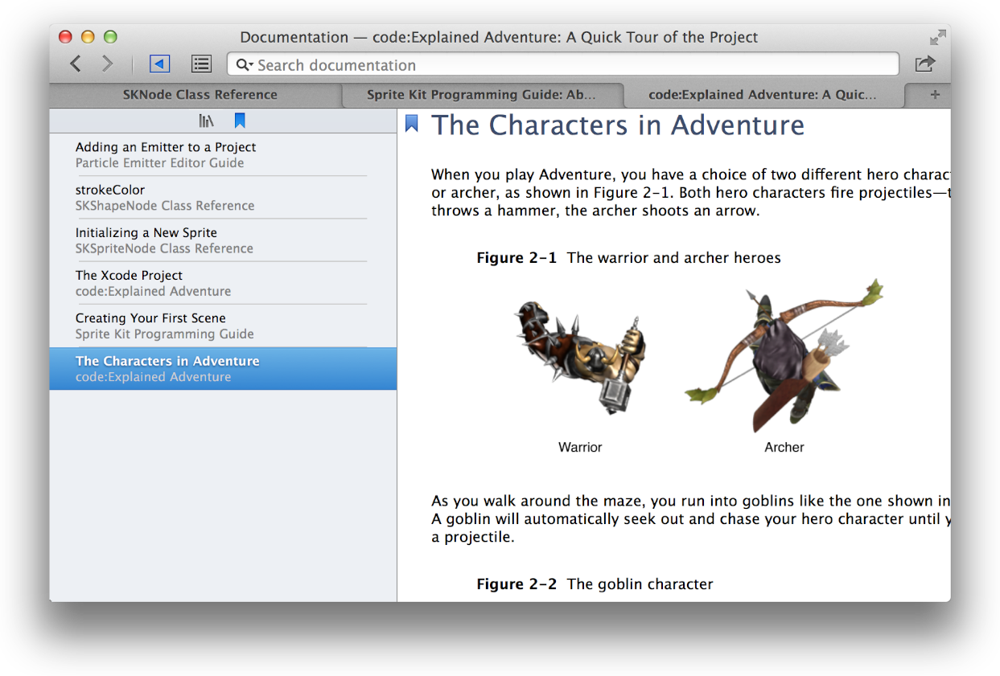 Documentation — code:Explained Adventure: A Quick Tour of the Project
Search documentation
SKNode Class Reference
Sprite Kit Programming Guide: Ab...
code:Explained Adventure: A Quic...
+
Adding an Emitter to a Project
Particle Emitter Editor Guide
strokeColor
SKShapeNode Class Reference
Initializing a New Sprite
SKSpriteNode Class Reference
The Xcode Project
code:Explained Adventure
Creating Your First Scene
Sprite Kit Programming Guide
The Characters in Adventure
code:Explained Adventure
The Characters in Adventure
When you play Adventure, you have a choice of two different hero charac
or archer, as shown in Figure 2-1. Both hero characters fire projectiles—t
throws a hammer, the archer shoots an arrow.
Figure 2-1 The warrior and archer heroes
Warrior
Archer
As you walk around the maze, you run into goblins like the one shown in
A goblin will automatically seek out and chase your hero character until y
a projectile.
Figure 2-2 The goblin character